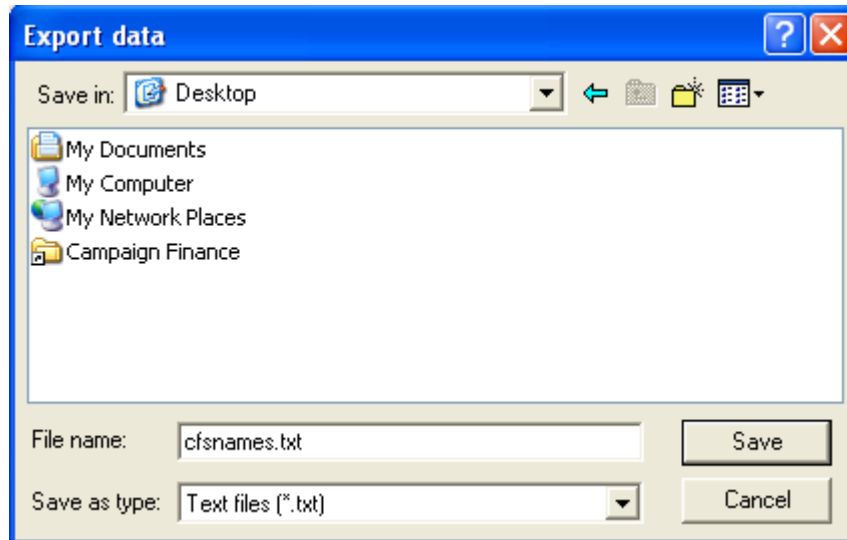 Export data
Save in: Desktop
My Documents
My Computer
My Network Places
Campaign Finance
File name: cfsnames.txt Save
Save as type: Text files (*.txt) Cancel